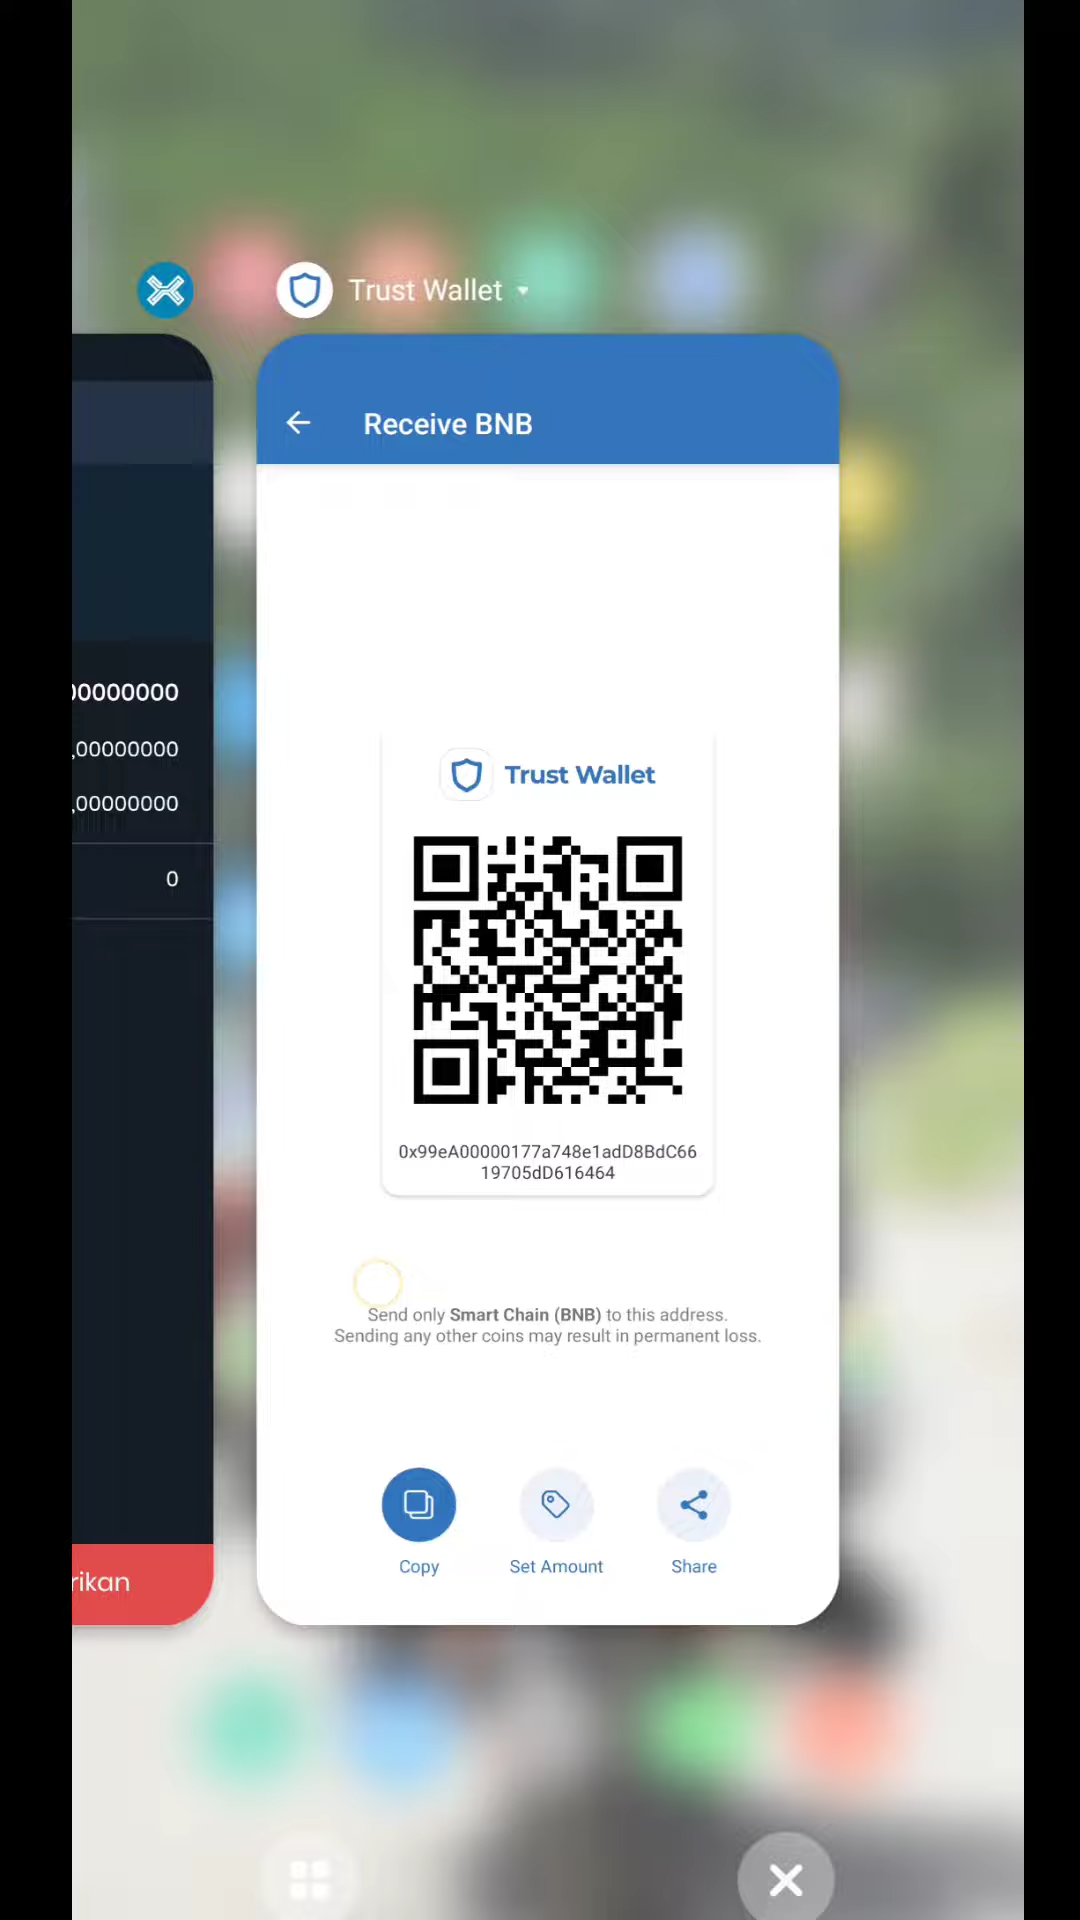 Trust Wallet
Receive BNB
00000000
,00000000
,00000000
0
Trust Wallet
0x99eA00000177a748e1adD8BdC66
19705dD616464
Send only Smart Chain (BNB) to this address.
Sending any other coins may result in permanent loss.
Copy
Set Amount
Share
rikan